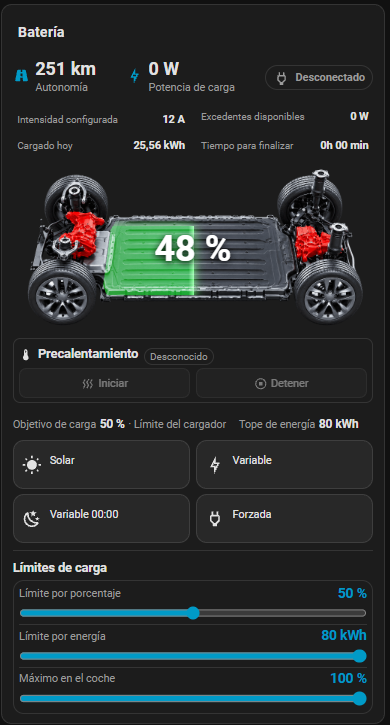 Batería
251 km
Autonomía
0 W
Potencia de carga
Desconectado
Intensidad configurada 12 A
Excedentes disponibles 0 W
Cargado hoy 25,56 kWh
Tiempo para finalizar 0h 00 min
48 %
Precalentamiento Desconocido
Iniciar
Detener
Objetivo de carga 50 % · Límite del cargador Tope de energía 80 kWh
Solar
Variable
Variable 00:00
Forzada
Límites de carga
Límite por porcentaje 50 %
Límite por energía 80 kWh
Máximo en el coche 100 %